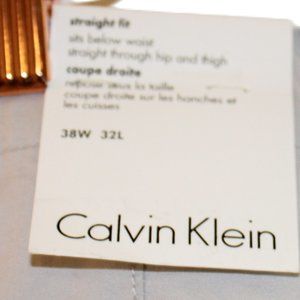 straight fit
sits below waist
straight through hip and thigh
coupe droite
repose sous la taille
coupe droite sur les hanches et
les cuisses
38W 32L
Calvin Klein